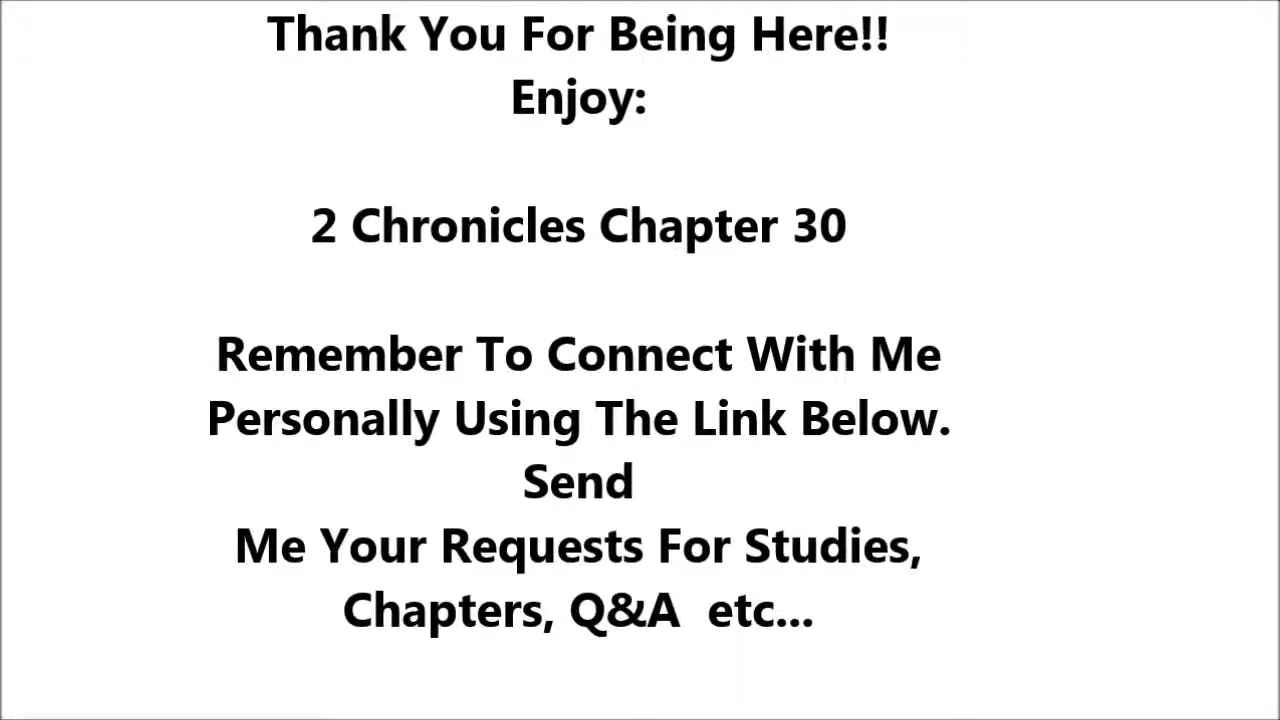 Thank You For Being Here!!
Enjoy:
2 Chronicles Chapter 30
Remember To Connect With Me
Personally Using The Link Below.
Send
Me Your Requests For Studies,
Chapters, Q&A  etc...